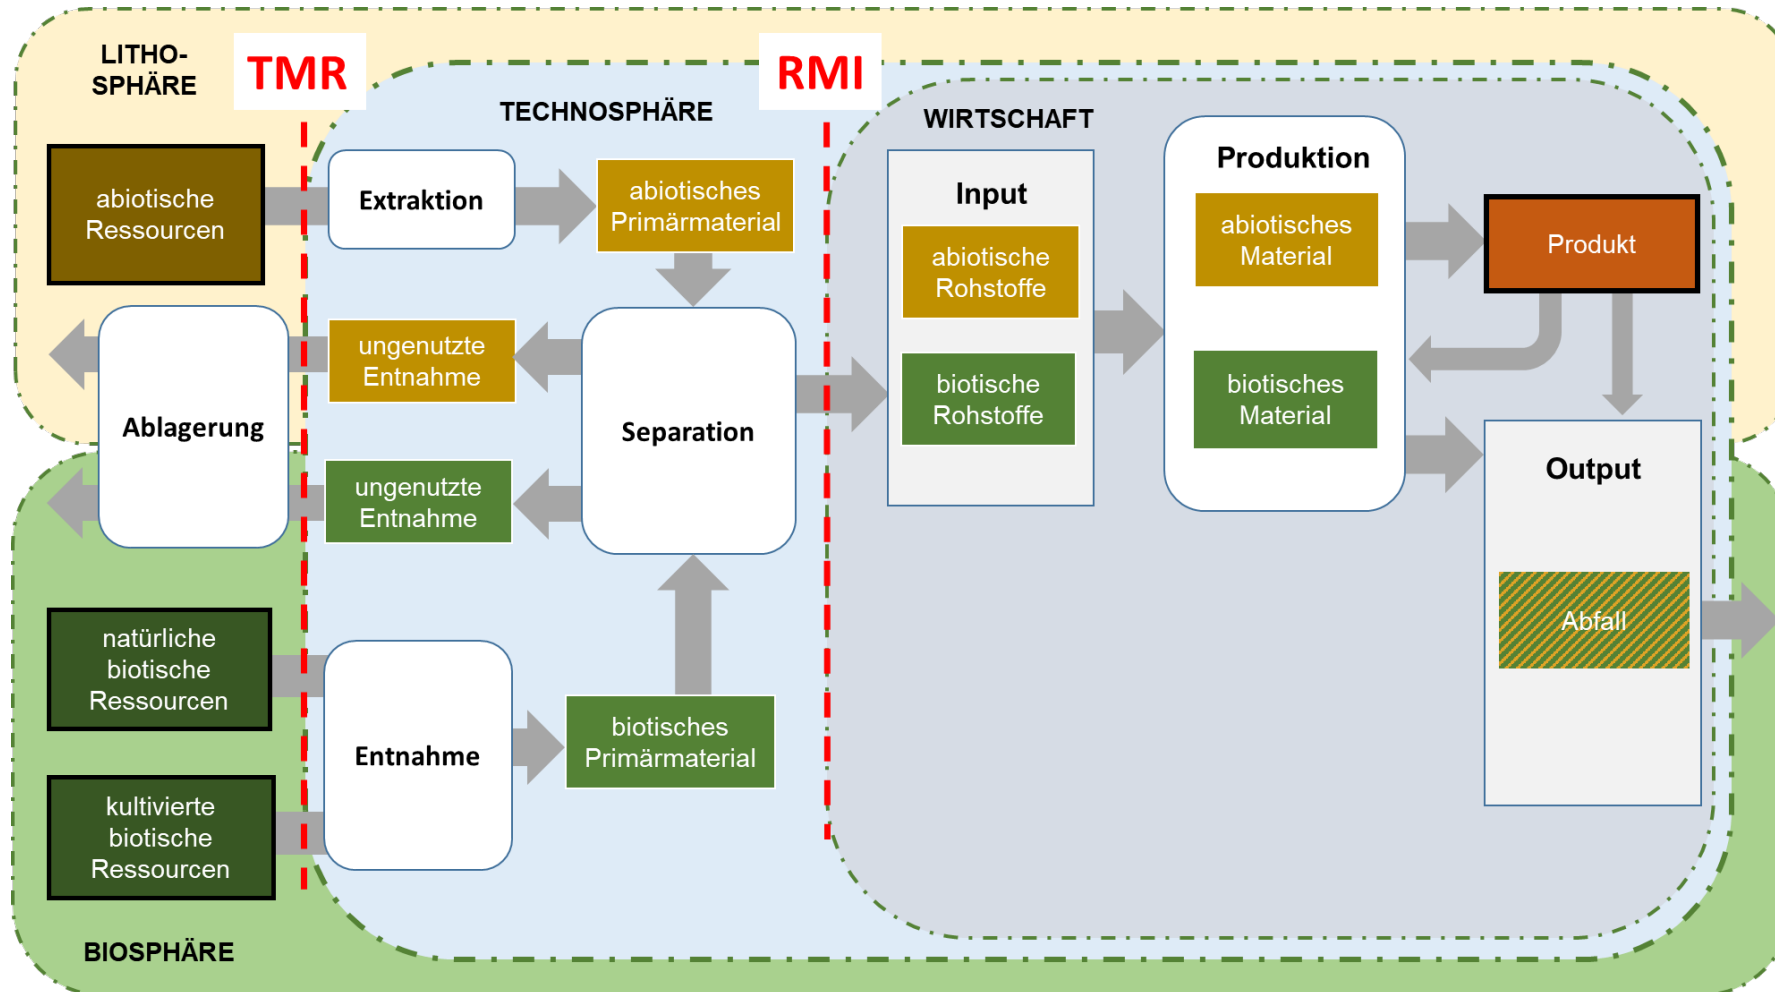 LITHO-
SPHÄRE
TMR
RMI
TECHNOSPHÄRE
WIRTSCHAFT
abiotische
Ressourcen
Extraktion
abiotisches
Primärmaterial
Input
abiotische
Rohstoffe
biotische
Rohstoffe
Produktion
abiotisches
Material
biotisches
Material
Produkt
ungenutzte
Entnahme
Ablagerung
Separation
ungenutzte
Entnahme
Output
Abfall
natürliche
biotische
Ressourcen
Entnahme
biotisches
Primärmaterial
kultivierte
biotische
Ressourcen
BIOSPHÄRE